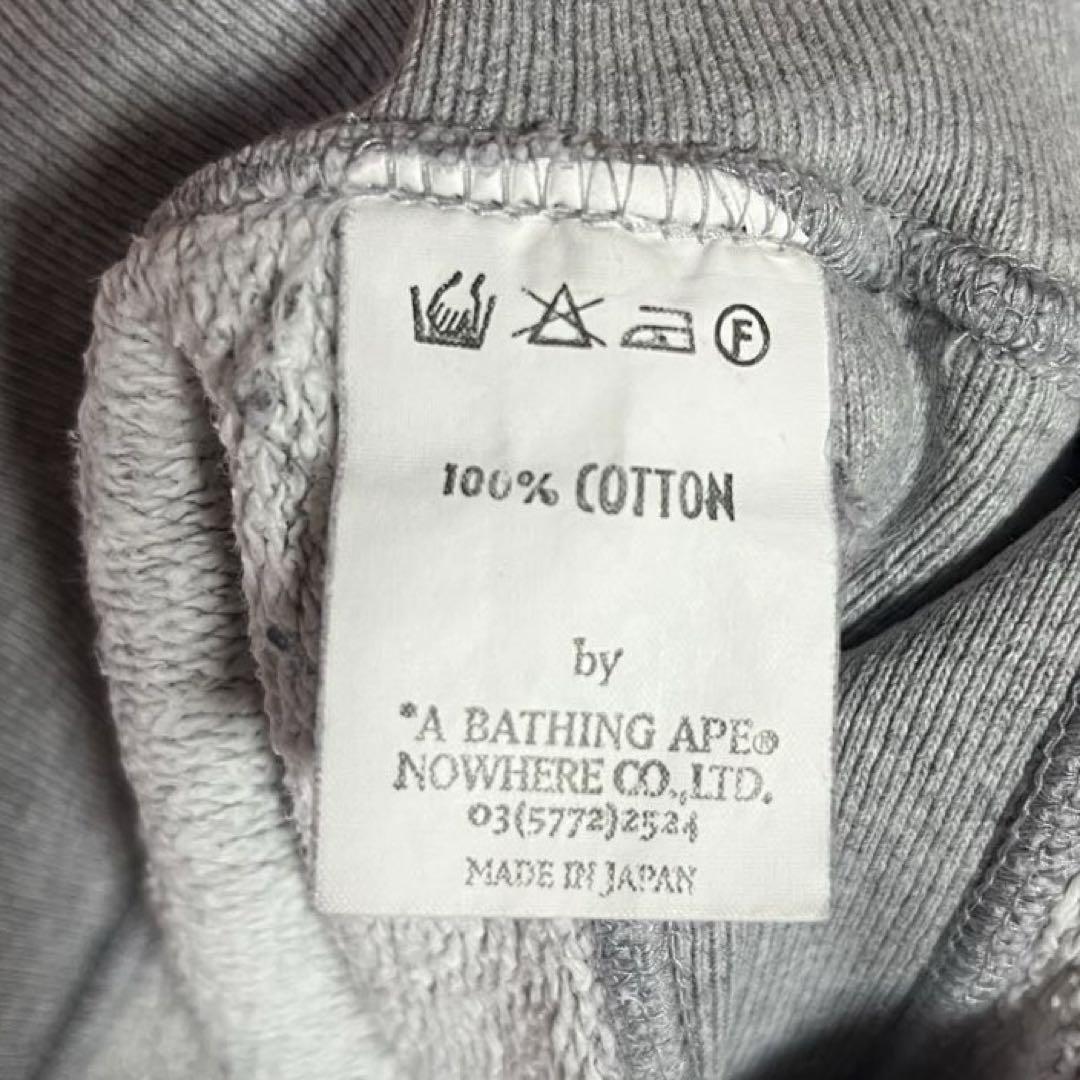 F
100% COTTON
by
*A BATHING APE®
NOWHERE CO.,LTD.
03(5772)2524
MADE IN JAPAN